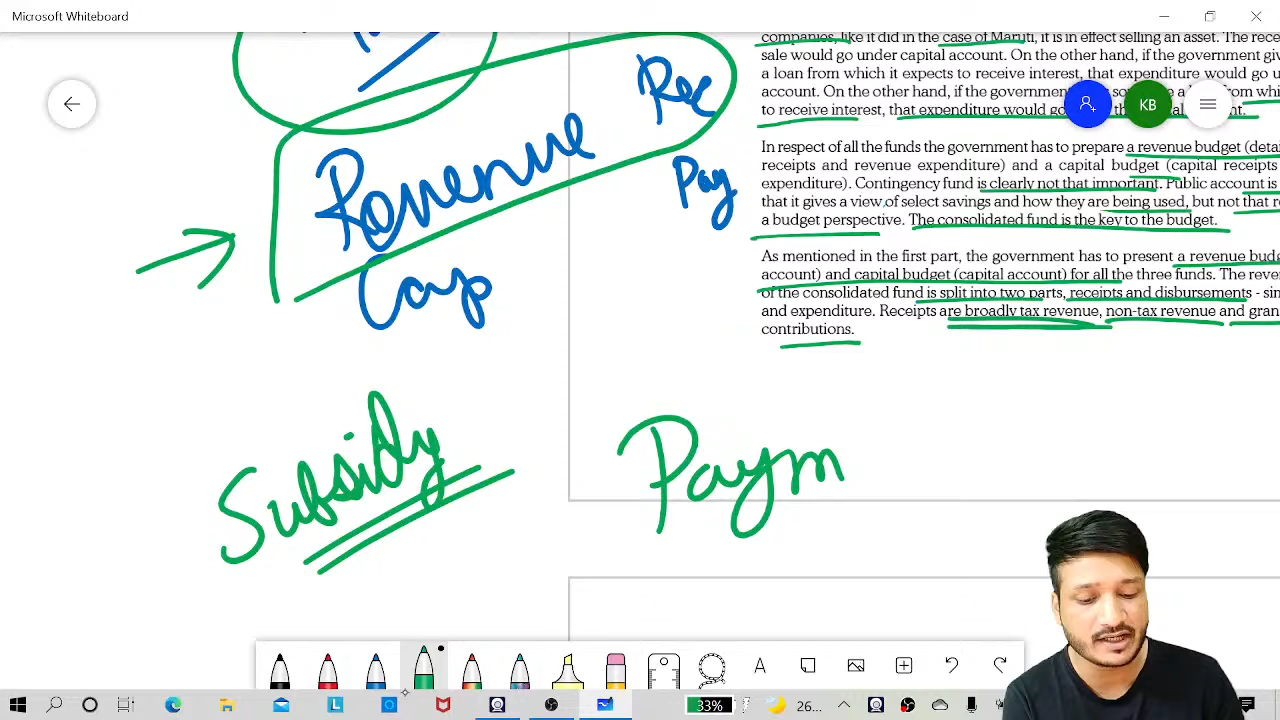 Microsoft Whiteboard
Rec
Revenue
Pay
Cap
Subsidy
Paym
companies, like it did in the case of Maruti, it is in effect selling an asset. The rece
sale would go under capital account. On the other hand, if the government giv
a loan from which it expects to receive interest, that expenditure would go u
account. On the other hand, if the government
from whi
to receive interest, that expenditure would go
In respect of all the funds the government has to prepare a revenue budget (detai
receipts and revenue expenditure) and a capital budget (capital receipts
expenditure). Contingency fund is clearly not that important. Public account is
that it gives a view of select savings and how they are being used, but not that re
a budget perspective. The consolidated fund is the key to the budget.
As mentioned in the first part, the government has to present a revenue budg
account) and capital budget (capital account) for all the three funds. The reve
of the consolidated fund is split into two parts, receipts and disbursements - sim
and expenditure. Receipts are broadly tax revenue, non-tax revenue and gran
contributions.
KB
33%
26...